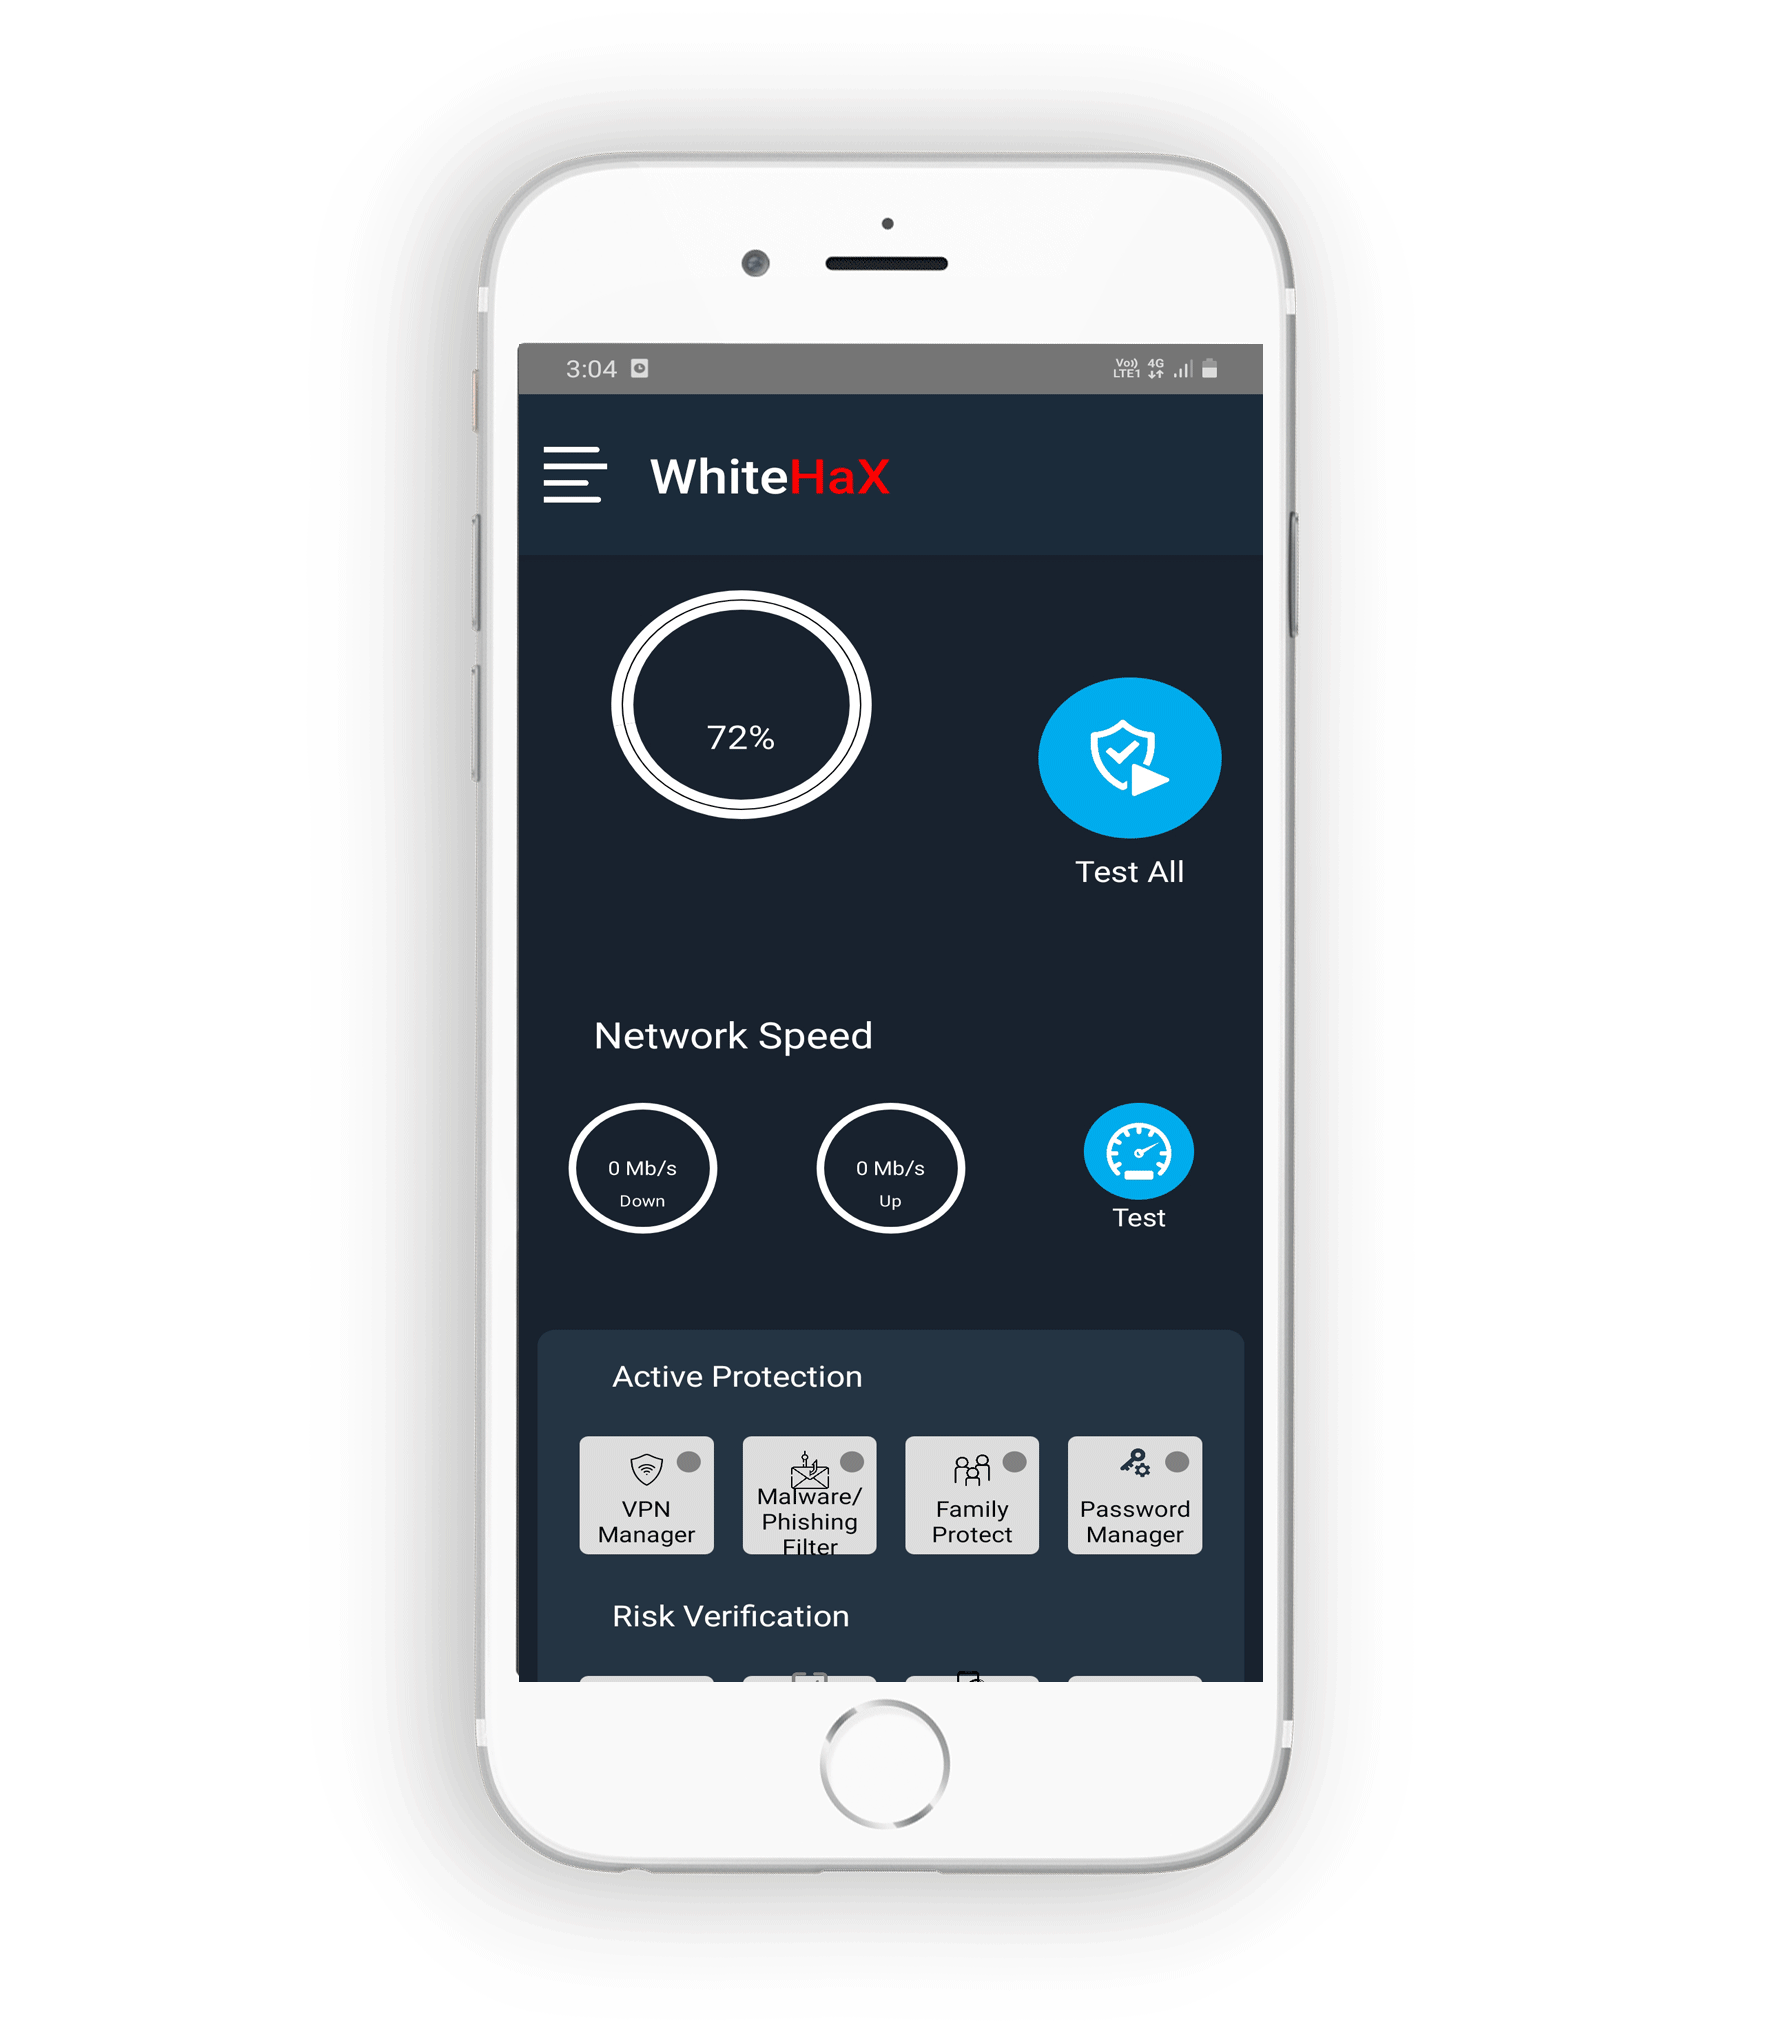 3:04
Vo)) 4G
LTE1
WhiteHaX
72%
Test All
Network Speed
0 Mb/s
Down
0 Mb/s
Up
Test
Active Protection
VPN
Manager
Malware/
Phishing
Filter
Family
Protect
Password
Manager
Risk Verification